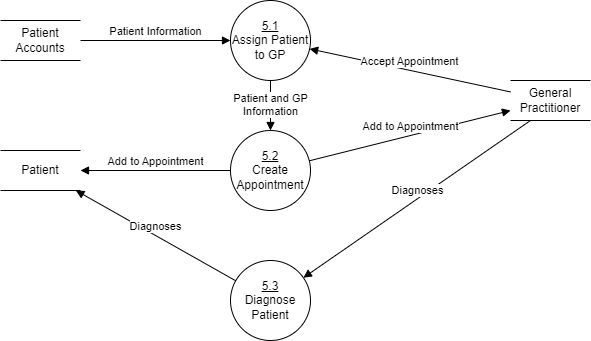 Patient
Accounts
Patient Information
5.1
Assign Patient
to GP
Accept Appointment
General
Practitioner
Patient and GP
Information
Add to Appointment
5.2
Create
Appointment
Add to Appointment
Patient
Diagnoses
Diagnoses
5.3
Diagnose
Patient